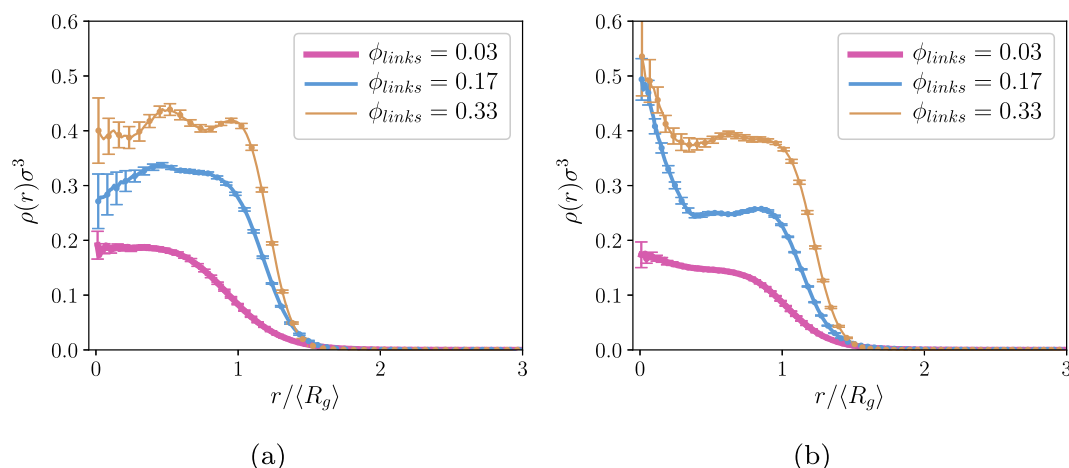 0.6
0.5
0.4
0.3
0.2
0.1
0.0
ρ(r)σ³
0
1
2
3
r/⟨R_g⟩
ϕ_links = 0.03
ϕ_links = 0.17
ϕ_links = 0.33
(a)
0.6
0.5
0.4
0.3
0.2
0.1
0.0
ρ(r)σ³
0
1
2
3
r/⟨R_g⟩
ϕ_links = 0.03
ϕ_links = 0.17
ϕ_links = 0.33
(b)